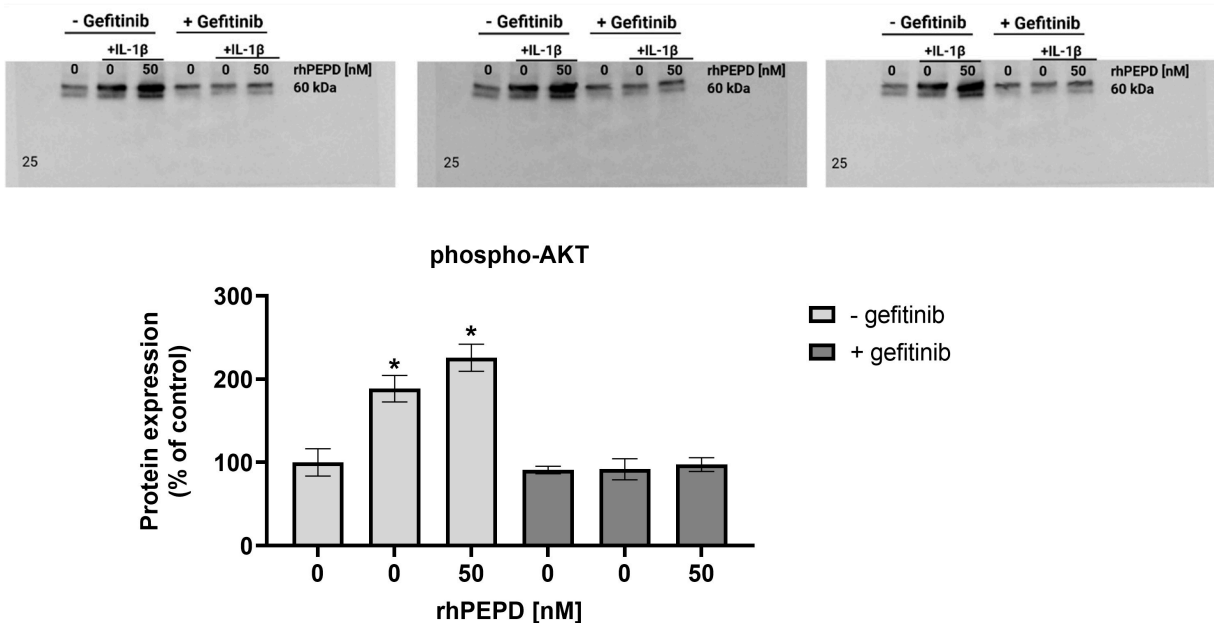 - Gefitinib + Gefitinib
+IL-1β +IL-1β
0 0 50 0 0 50 rhPEPD [nM]
60 kDa
25
- Gefitinib + Gefitinib
+IL-1β +IL-1β
0 0 50 0 0 50 rhPEPD [nM]
60 kDa
25
- Gefitinib + Gefitinib
+IL-1β +IL-1β
0 0 50 0 0 50 rhPEPD [nM]
60 kDa
25
phospho-AKT
Protein expression
(% of control)
300
200
100
0
* *
0 0 50 0 0 50
rhPEPD [nM]
- gefitinib
+ gefitinib